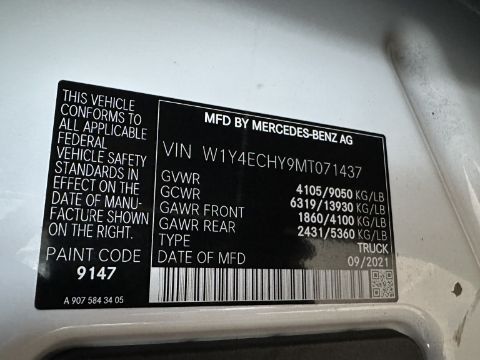 THIS VEHICLE
CONFORMS TO
ALL APPLICABLE
FEDERAL
VEHICLE SAFETY
STANDARDS IN
EFFECT ON THE
DATE OF MANU-
FACTURE SHOWN
ABOVE.
PAINT CODE
9147
A 907 584 34 05
MFD BY MERCEDES-BENZ AG
VIN W1Y4ECHY9MT071437
GVWR 4105/9050 KG/LB
GCWR 6319/13930 KG/LB
GAWR FRONT 1860/4100 KG/LB
GAWR REAR 2431/5360 KG/LB
TYPE TRUCK
DATE OF MFD 09/2021